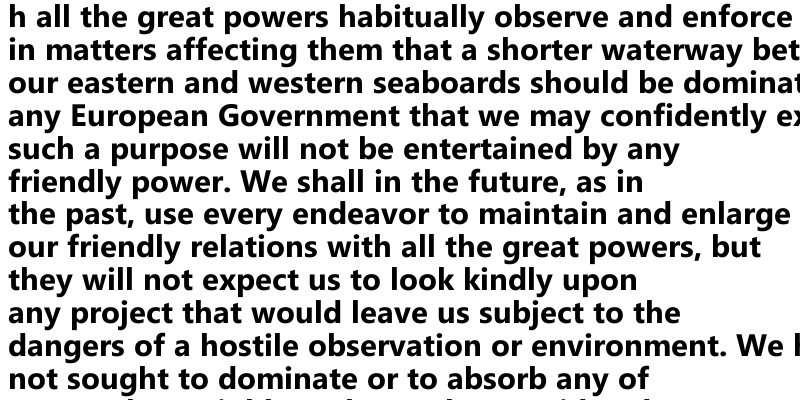 h all the great powers habitually observe and enforce
in matters affecting them that a shorter waterway bet
our eastern and western seaboards should be dominat
any European Government that we may confidently ex
such a purpose will not be entertained by any
friendly power. We shall in the future, as in
the past, use every endeavor to maintain and enlarge
our friendly relations with all the great powers, but
they will not expect us to look kindly upon
any project that would leave us subject to the
dangers of a hostile observation or environment. We
not sought to dominate or to absorb any of